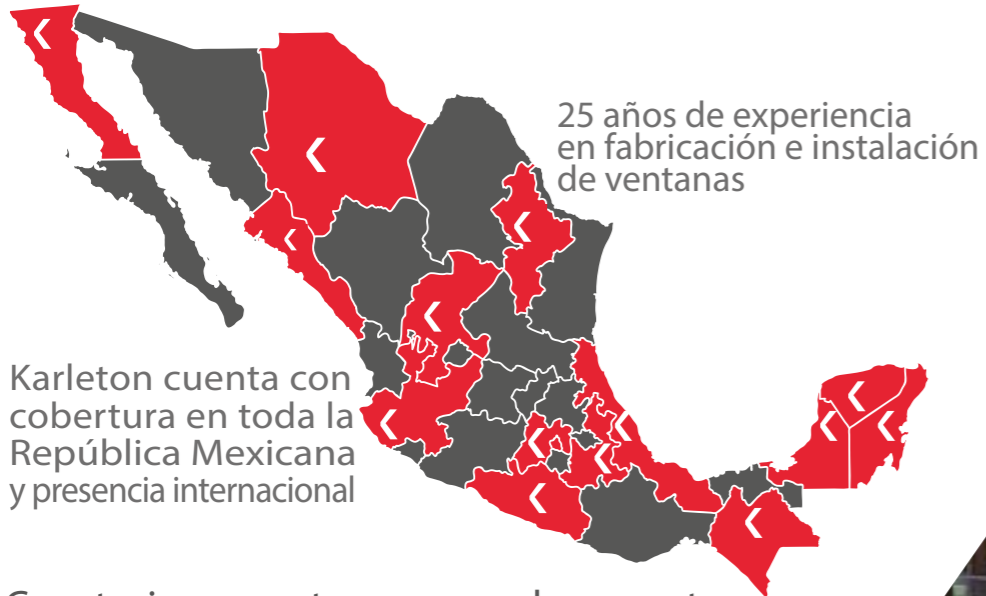 25 años de experiencia
en fabricación e instalación
de ventanas
Karleton cuenta con
cobertura en toda la
República Mexicana
y presencia internacional